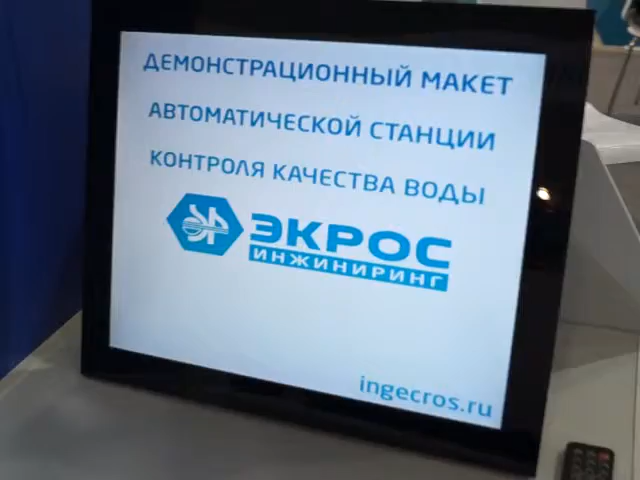 ДЕМОНСТРАЦИОННЫЙ МАКЕТ
АВТОМАТИЧЕСКОЙ СТАНЦИИ
КОНТРОЛЯ КАЧЕСТВА ВОДЫ
ЭКРОС
ИНЖИНИРИНГ
ingecros.ru